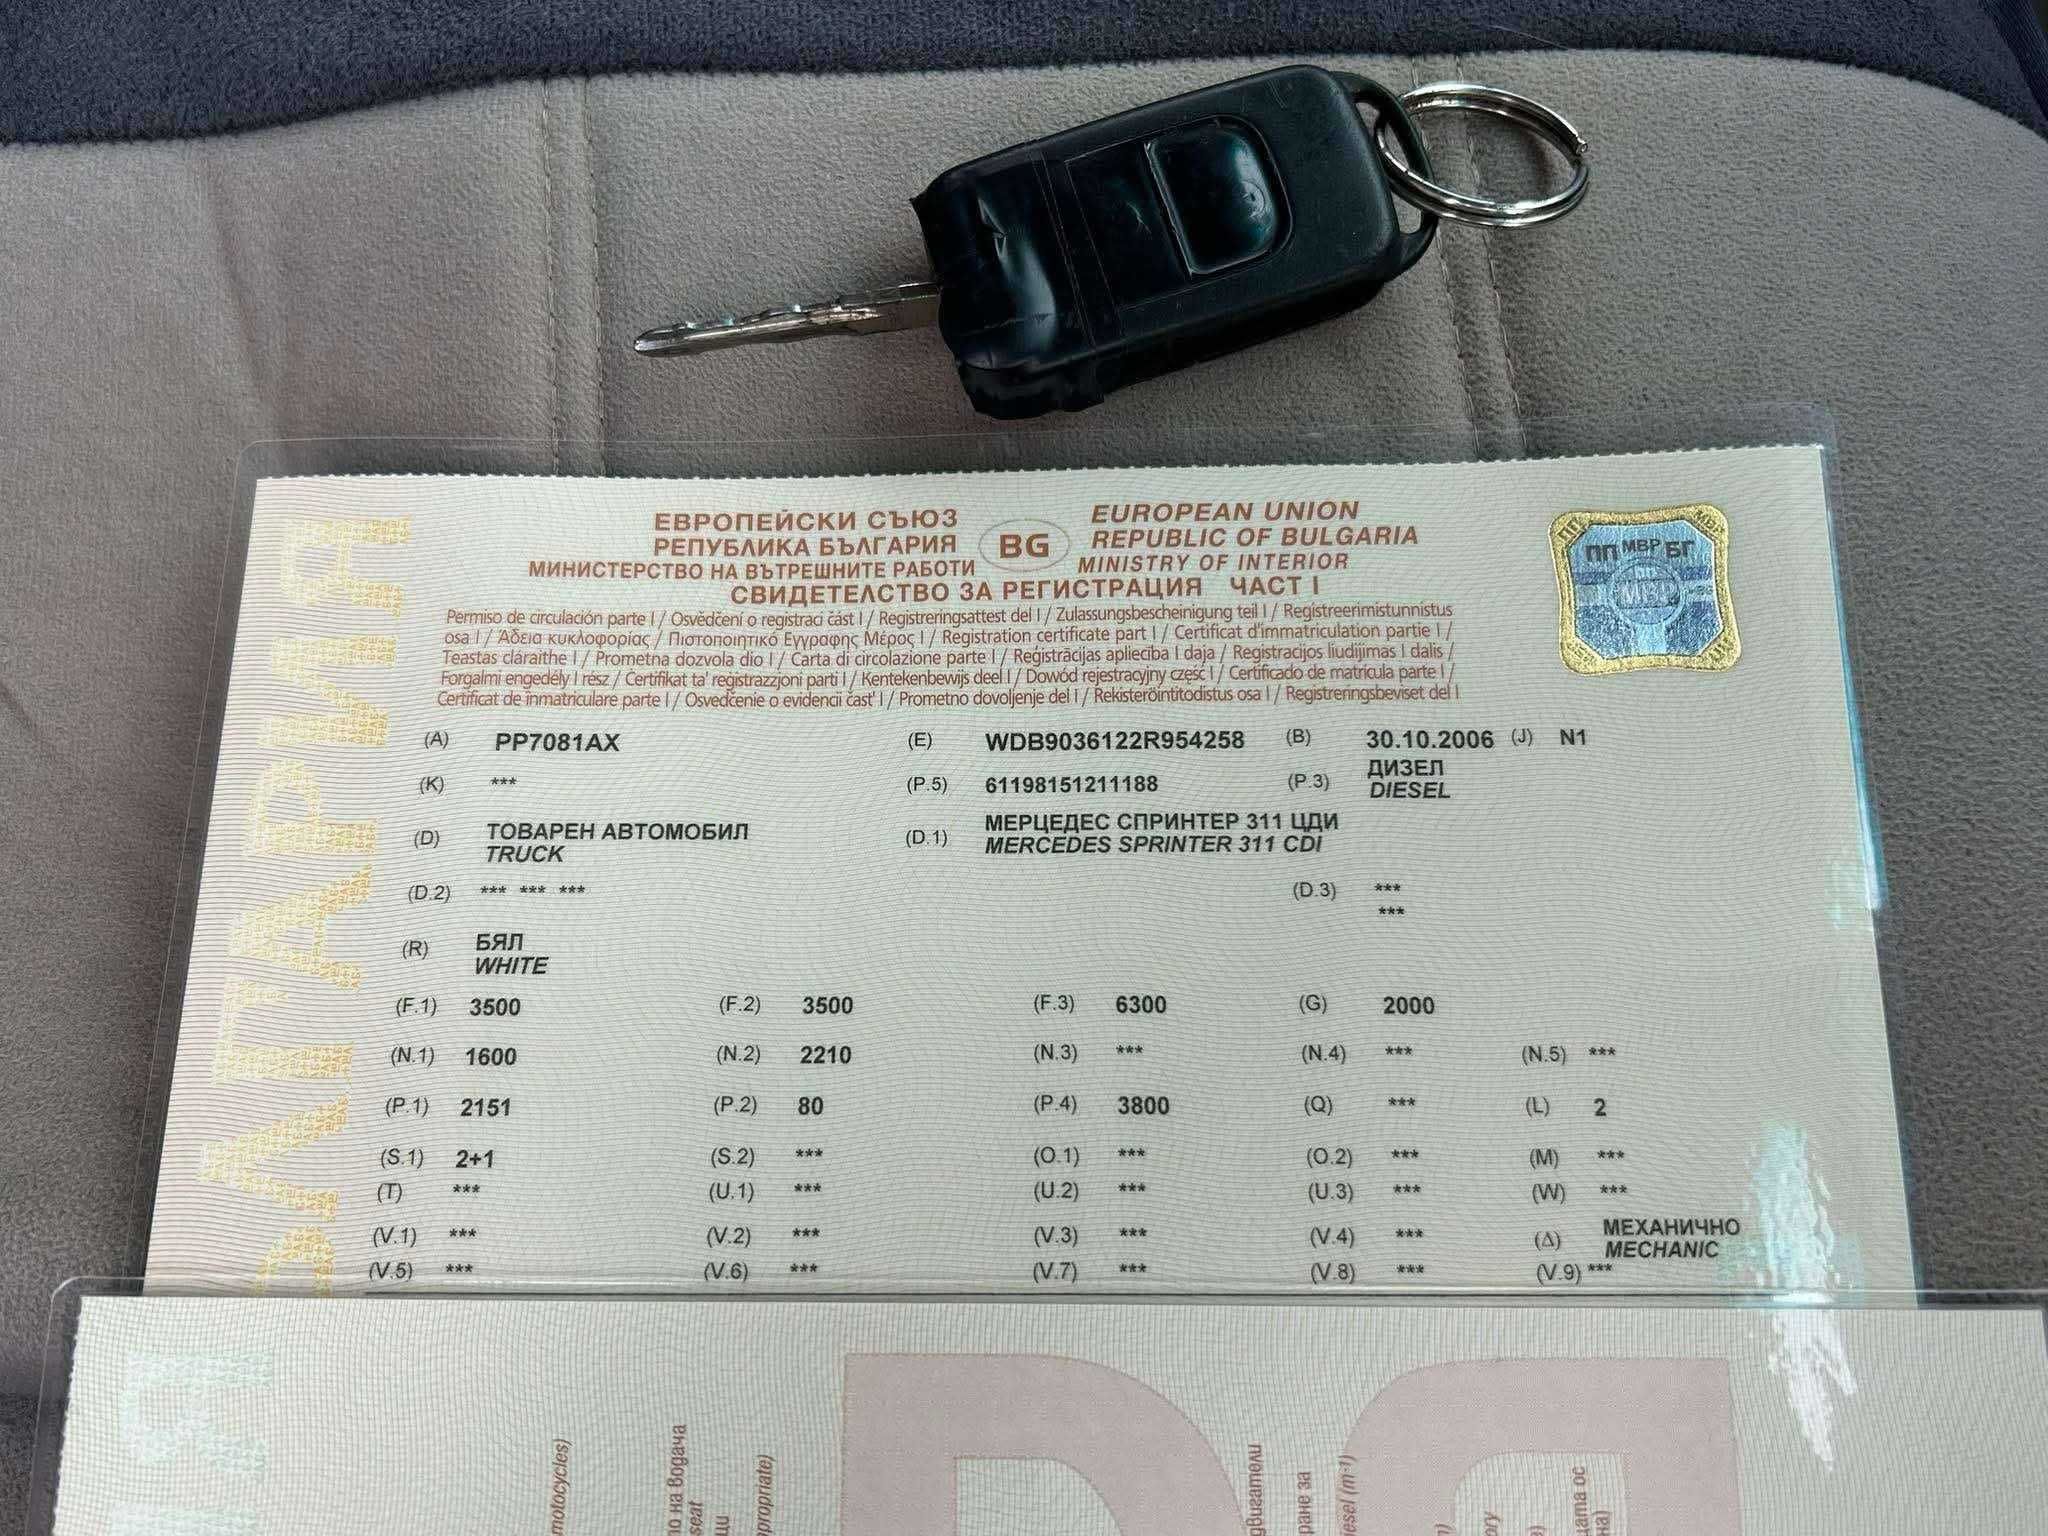 ЕВРОПЕЙСКИ СЪЮЗ
РЕПУБЛИКА БЪЛГАРИЯ
МИНИСТЕРСТВО НА ВЪТРЕШНИТЕ РАБОТИ
BG
EUROPEAN UNION
REPUBLIC OF BULGARIA
MINISTRY OF INTERIOR
СВИДЕТЕЛСТВО ЗА РЕГИСТРАЦИЯ ЧАСТ I
ПП МВР БГ
МВР
Permiso de circulación parte I / Osvědčení o registraci část I / Registreringsattest del I / Zulassungsbescheinigung teil I / Registreerimistunnistus
osa I / Άδεια κυκλοφορίας / Πιστοποιητικό Εγγραφης Μέρος I / Registration certificate part I / Certificat d'immatriculation partie I /
Teastas cláraithe I / Prometna dozvola dio I / Carta di circolazione parte I / Reģistrācijas apliecība I daļa / Registracijos liudijimas I dalis /
Forgalmi engedély I rész / Certifikat ta' reġistrazzjoni parti I / Kentekenbewijs deel I / Dowód rejestracyjny część I / Certificado de matrícula parte I /
Certificat de înmatriculare parte I / Osvedčenie o evidencii časť I / Prometno dovoljenje del I / Rekisteröintitodistus osa I / Registreringsbeviset del I
(A) PP7081AX (E) WDB9036122R954258 (B) 30.10.2006 (J) N1
(K) *** (P.5) 61198151211188 (P.3) ДИЗЕЛ
DIESEL
(D) ТОВАРЕН АВТОМОБИЛ (D.1) МЕРЦЕДЕС СПРИНТЕР 311 ЦДИ
TRUCK MERCEDES SPRINTER 311 CDI
(D.2) *** *** *** (D.3) ***
***
(R) БЯЛ
WHITE
(F.1) 3500 (F.2) 3500 (F.3) 6300 (G) 2000
(N.1) 1600 (N.2) 2210 (N.3) *** (N.4) *** (N.5) ***
(P.1) 2151 (P.2) 80 (P.4) 3800 (Q) *** (L) 2
(S.1) 2+1 (S.2) *** (O.1) *** (O.2) *** (M) ***
(T) *** (U.1) *** (U.2) *** (U.3) *** (W) ***
(V.1) *** (V.2) *** (V.3) *** (V.4) *** (Δ) МЕХАНИЧНО
MECHANIC
(V.5) *** (V.6) *** (V.7) *** (V.8) *** (V.9) ***
на водача
seat